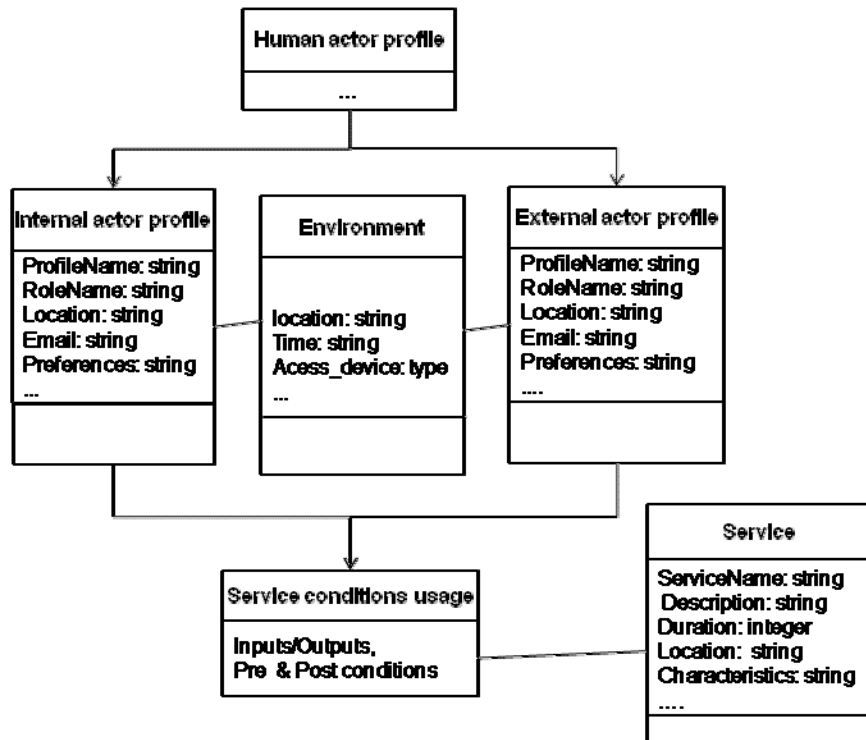 Human actor profile
...
Internal actor profile
ProfileName: string
RoleName: string
Location: string
Email: string
Preferences: string
...
Environment
location: string
Time: string
Acess_device: type
...
External actor profile
ProfileName: string
RoleName: string
Location: string
Email: string
Preferences: string
....
Service conditions usage
Inputs/Outputs,
Pre & Post conditions
Service
ServiceName: string
Description: string
Duration: integer
Location: string
Characteristics: string
....